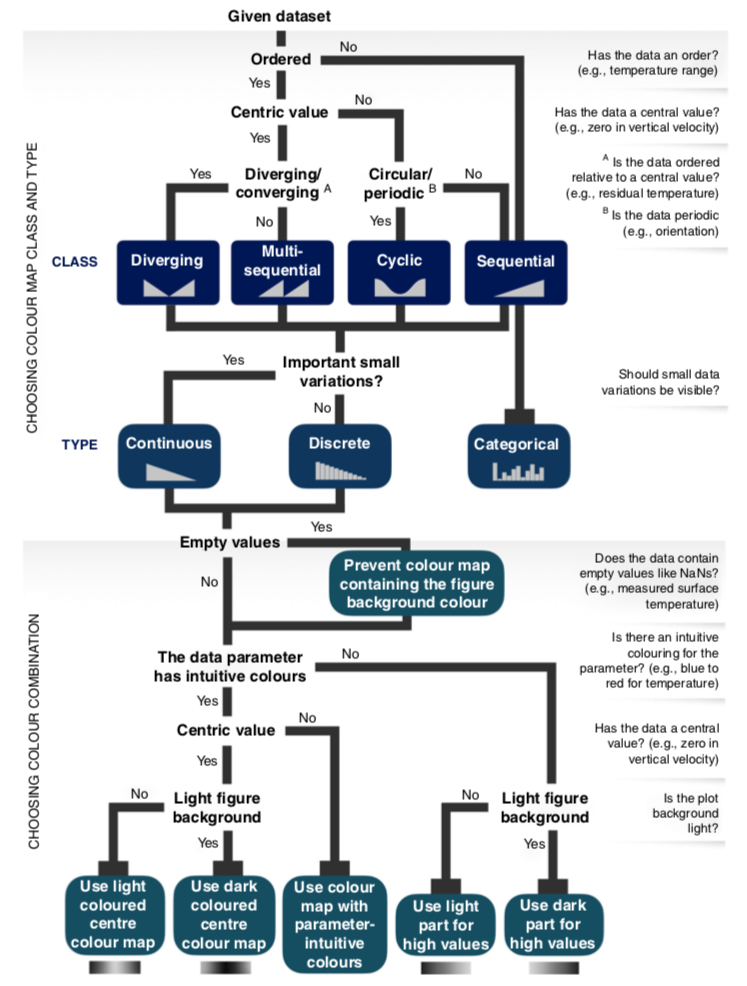 Given dataset
Ordered
No
Has the data an order?
(e.g., temperature range)
Yes
Centric value
No
Has the data a central value?
(e.g., zero in vertical velocity)
Yes
Yes
Diverging/
converging A
No
Circular/
periodic B
No
Yes
A Is the data ordered
relative to a central value?
(e.g., residual temperature)
B Is the data periodic
(e.g., orientation)
CHOOSING COLOUR MAP CLASS AND TYPE
CLASS
Diverging
Multi-
sequential
Cyclic
Sequential
Yes
Important small
variations?
No
Should small data
variations be visible?
TYPE
Continuous
Discrete
Categorical
Empty values
Yes
No
Prevent colour map
containing the figure
background colour
Does the data contain
empty values like NaNs?
(e.g., measured surface
temperature)
CHOOSING COLOUR COMBINATION
The data parameter
has intuitive colours
No
Yes
Is there an intuitive
colouring for the
parameter? (e.g., blue to
red for temperature)
Centric value
No
Yes
Has the data a central
value? (e.g., zero in
vertical velocity)
No
Light figure
background
Yes
No
Light figure
background
Yes
Is the plot
background
light?
Use light
coloured
centre
colour map
Use dark
coloured
centre
colour map
Use colour
map with
parameter-
intuitive
colours
Use light
part for
high values
Use dark
part for
high values